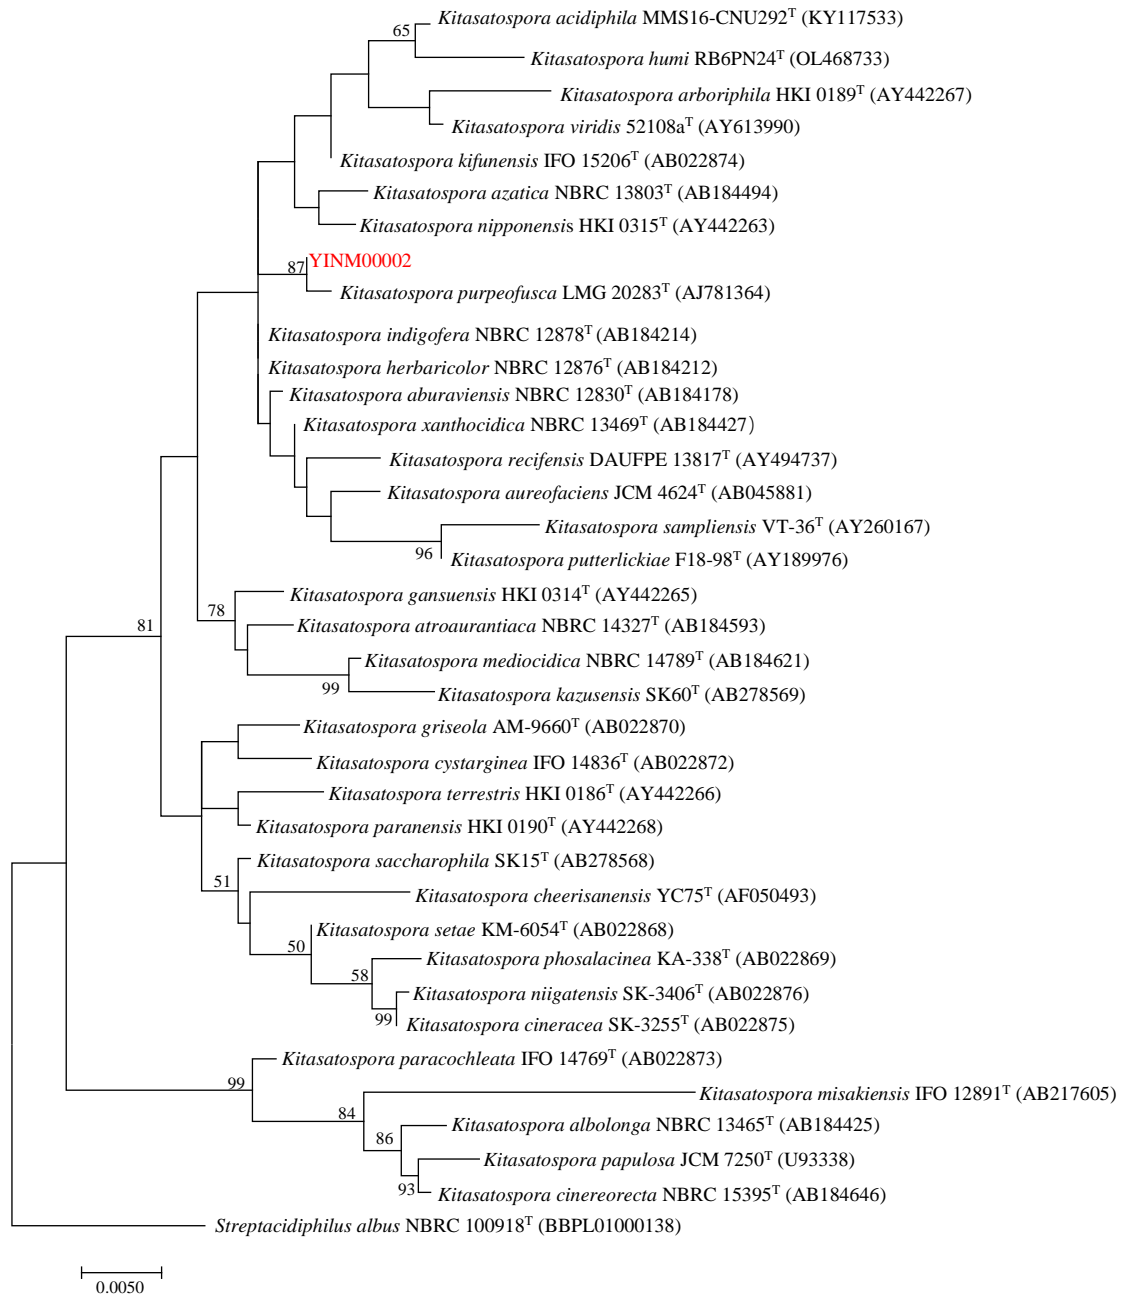 Kitasatospora acidiphila MMS16-CNU292ᵀ (KY117533)
65
Kitasatospora humi RB6PN24ᵀ (OL468733)
Kitasatospora arboriphila HKI 0189ᵀ (AY442267)
Kitasatospora viridis 52108aᵀ (AY613990)
Kitasatospora kifunensis IFO 15206ᵀ (AB022874)
Kitasatospora azatica NBRC 13803ᵀ (AB184494)
Kitasatospora nipponensis HKI 0315ᵀ (AY442263)
87 YINM00002
Kitasatospora purpeofusca LMG 20283ᵀ (AJ781364)
Kitasatospora indigofera NBRC 12878ᵀ (AB184214)
Kitasatospora herbaricolor NBRC 12876ᵀ (AB184212)
Kitasatospora aburaviensis NBRC 12830ᵀ (AB184178)
Kitasatospora xanthocidica NBRC 13469ᵀ (AB184427)
Kitasatospora recifensis DAUFPE 13817ᵀ (AY494737)
Kitasatospora aureofaciens JCM 4624ᵀ (AB045881)
Kitasatospora sampliensis VT-36ᵀ (AY260167)
96
Kitasatospora putterlickiae F18-98ᵀ (AY189976)
Kitasatospora gansuensis HKI 0314ᵀ (AY442265)
78
Kitasatospora atroaurantiaca NBRC 14327ᵀ (AB184593)
81
Kitasatospora mediocidica NBRC 14789ᵀ (AB184621)
99
Kitasatospora kazusensis SK60ᵀ (AB278569)
Kitasatospora griseola AM-9660ᵀ (AB022870)
Kitasatospora cystarginea IFO 14836ᵀ (AB022872)
Kitasatospora terrestris HKI 0186ᵀ (AY442266)
Kitasatospora paranensis HKI 0190ᵀ (AY442268)
Kitasatospora saccharophila SK15ᵀ (AB278568)
51
Kitasatospora cheerisanensis YC75ᵀ (AF050493)
Kitasatospora setae KM-6054ᵀ (AB022868)
50
Kitasatospora phosalacinea KA-338ᵀ (AB022869)
58
Kitasatospora niigatensis SK-3406ᵀ (AB022876)
99
Kitasatospora cineracea SK-3255ᵀ (AB022875)
Kitasatospora paracochleata IFO 14769ᵀ (AB022873)
99
Kitasatospora misakiensis IFO 12891ᵀ (AB217605)
84
Kitasatospora albolonga NBRC 13465ᵀ (AB184425)
86
Kitasatospora papulosa JCM 7250ᵀ (U93338)
93
Kitasatospora cinereorecta NBRC 15395ᵀ (AB184646)
Streptacidiphilus albus NBRC 100918ᵀ (BBPL01000138)
0.0050